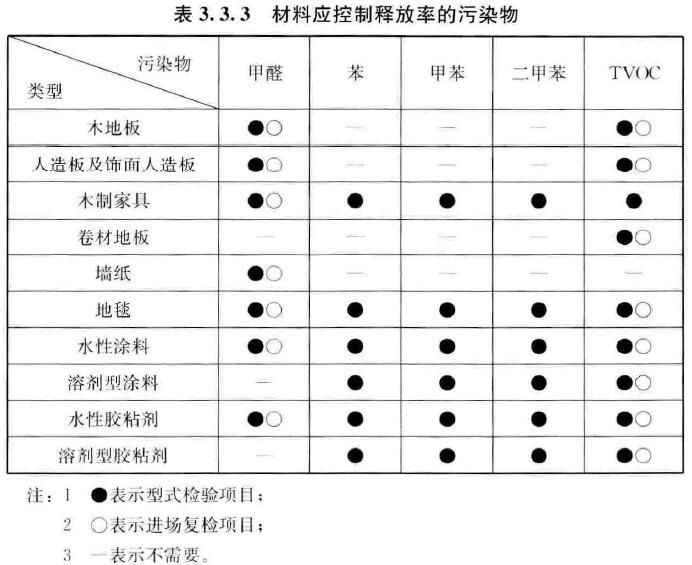 表 3.3.3 材料应控制释放率的污染物
污染物 类型 甲醛 苯 甲苯 二甲苯 TVOC
木地板 ●○ — — — ●○
人造板及饰面人造板 ●○ — — — ●○
木制家具 ●○ ● ● ● ●
卷材地板 — — — — ●○
墙纸 ●○ — — — —
地毯 ●○ ● ● ● ●○
水性涂料 ●○ ● ● ● ●○
溶剂型涂料 — ● ● ● ●○
水性胶粘剂 ●○ ● ● ● ●○
溶剂型胶粘剂 — ● ● ● ●○
注：1 ●表示型式检验项目；
2 ○表示进场复检项目；
3 —表示不需要。